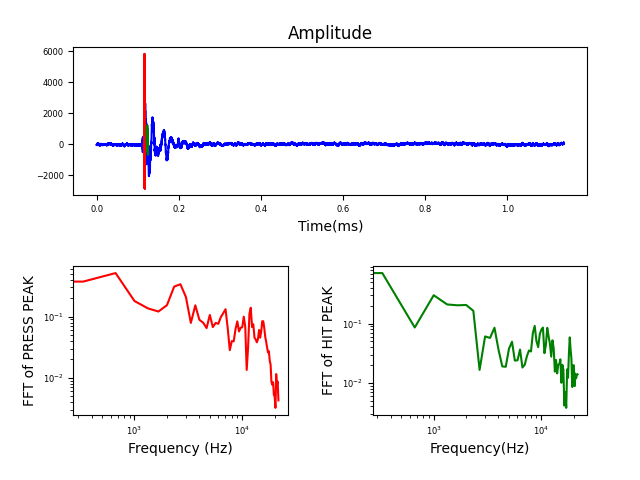 Amplitude
6000
4000
2000
0
−2000
0.0 0.2 0.4 0.6 0.8 1.0
Time(ms)
FFT of PRESS PEAK
10⁻¹
10⁻²
10³ 10⁴
Frequency (Hz)
FFT of HIT PEAK
10⁻¹
10⁻²
10³ 10⁴
Frequency(Hz)